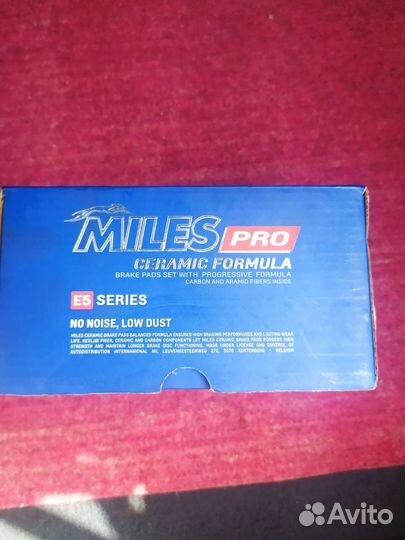 MILES PRO
CERAMIC FORMULA
BRAKE PADS SET WITH PROGRESSIVE FORMULA
CARBON AND ARAMID FIBERS INSIDE
E5 SERIES
NO NOISE, LOW DUST
MILES CERAMIC BRAKE PADS BALANCED FORMULA ENSURES HIGH BRAKING PERFORMANCE AND LASTING WEAR
LIFE. KEVLAR FIBER, CERAMIC AND CARBON COMPONENTS LET MILES CERAMIC BRAKE PADS POSSESS HIGH
STRENGTH AND MAINTAIN LONGER BRAKE DISC FUNCTIONING. MADE UNDER LICENSE AND CONTROL OF
AUTODISTRIBUTION INTERNATIONAL NV, LEUVENSESTEENWEG 270, 3070 KORTENBERG - BELGIUM
Avito